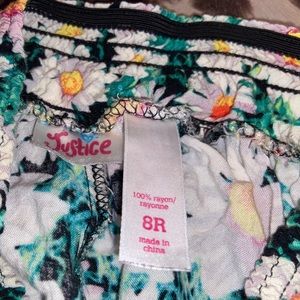 Justice
100% rayon/
rayonne
8R
made in
china